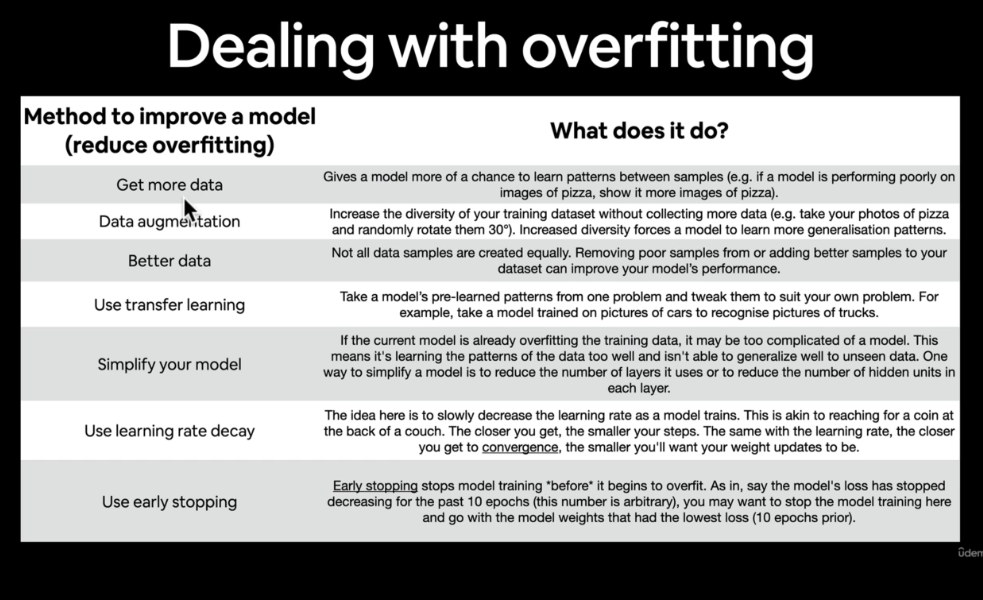 Dealing with overfitting
Method to improve a model
(reduce overfitting)
What does it do?
Get more data
Gives a model more of a chance to learn patterns between samples (e.g. if a model is performing poorly on
images of pizza, show it more images of pizza).
Data augmentation
Increase the diversity of your training dataset without collecting more data (e.g. take your photos of pizza
and randomly rotate them 30°). Increased diversity forces a model to learn more generalisation patterns.
Better data
Not all data samples are created equally. Removing poor samples from or adding better samples to your
dataset can improve your model's performance.
Use transfer learning
Take a model's pre-learned patterns from one problem and tweak them to suit your own problem. For
example, take a model trained on pictures of cars to recognise pictures of trucks.
Simplify your model
If the current model is already overfitting the training data, it may be too complicated of a model. This
means it's learning the patterns of the data too well and isn't able to generalize well to unseen data. One
way to simplify a model is to reduce the number of layers it uses or to reduce the number of hidden units in
each layer.
Use learning rate decay
The idea here is to slowly decrease the learning rate as a model trains. This is akin to reaching for a coin at
the back of a couch. The closer you get, the smaller your steps. The same with the learning rate, the closer
you get to convergence, the smaller you'll want your weight updates to be.
Use early stopping
Early stopping stops model training *before* it begins to overfit. As in, say the model's loss has stopped
decreasing for the past 10 epochs (this number is arbitrary), you may want to stop the model training here
and go with the model weights that had the lowest loss (10 epochs prior).